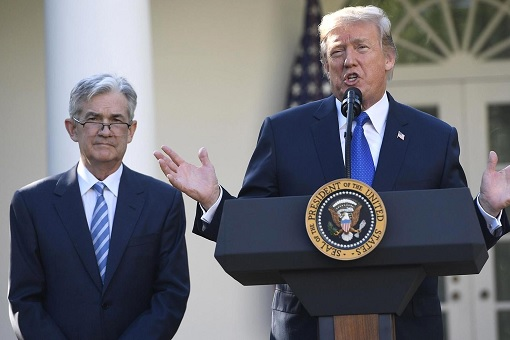 SEAL OF THE PRESIDENT OF THE UNITED STATES